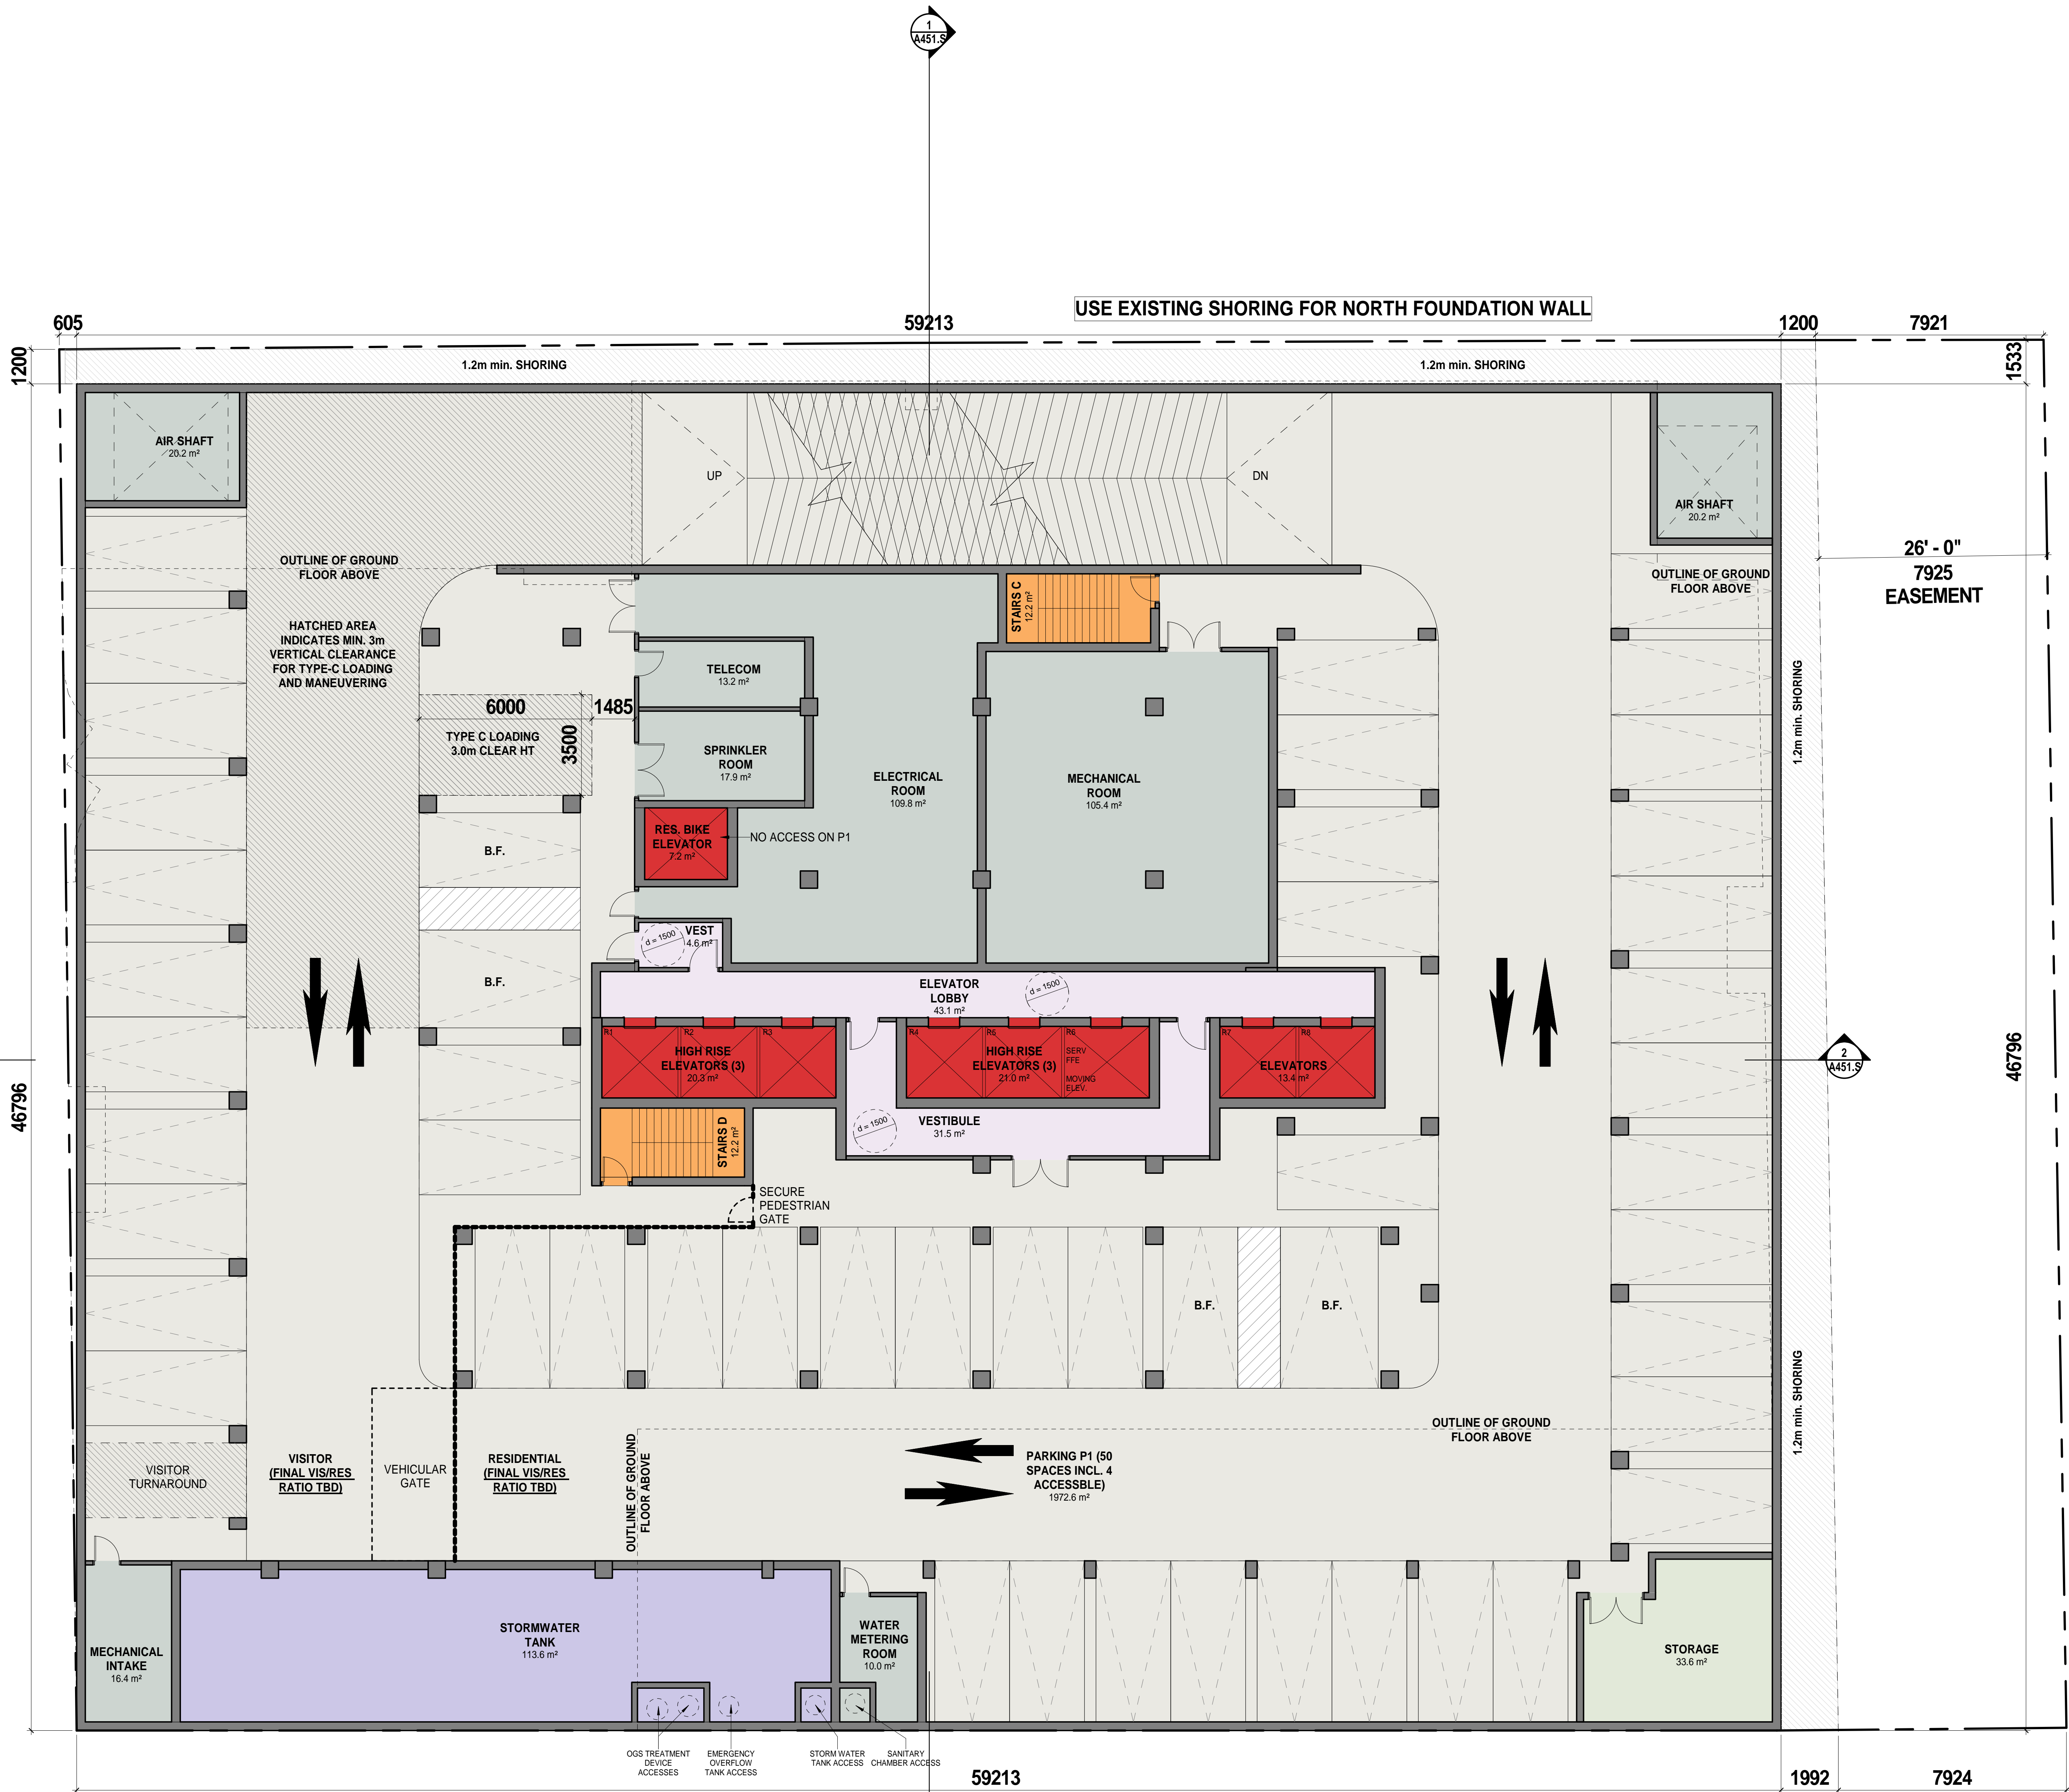 1
A451.S
USE EXISTING SHORING FOR NORTH FOUNDATION WALL
605
59213
1200
7921
1200
1533
1.2m min. SHORING
1.2m min. SHORING
AIR SHAFT
20.2 m²
UP
DN
AIR SHAFT
20.2 m²
OUTLINE OF GROUND
FLOOR ABOVE
26' - 0"
7925
EASEMENT
OUTLINE OF GROUND
FLOOR ABOVE
STAIRS C
12.2 m²
HATCHED AREA
INDICATES MIN. 3m
VERTICAL CLEARANCE
FOR TYPE-C LOADING
AND MANEUVERING
TELECOM
13.2 m²
1.2m min. SHORING
6000
1485
3500
TYPE C LOADING
3.0m CLEAR HT
SPRINKLER
ROOM
17.9 m²
ELECTRICAL
ROOM
109.8 m²
MECHANICAL
ROOM
105.4 m²
RES. BIKE
ELEVATOR
7.2 m²
NO ACCESS ON P1
B.F.
VEST
4.6 m²
d = 1500
B.F.
ELEVATOR
LOBBY
43.1 m²
d = 1500
R1
R2
R3
HIGH RISE
ELEVATORS (3)
20.3 m²
R4
R5
R6
HIGH RISE
ELEVATORS (3)
21.0 m²
SERV
FFE
MOVING
ELEV.
R7
R8
ELEVATORS
13.4 m²
2
A451.S
46796
46796
STAIRS D
12.2 m²
d = 1500
VESTIBULE
31.5 m²
SECURE
PEDESTRIAN
GATE
B.F.
B.F.
1.2m min. SHORING
OUTLINE OF GROUND
FLOOR ABOVE
VISITOR
TURNAROUND
VISITOR
(FINAL VIS/RES
RATIO TBD)
VEHICULAR
GATE
RESIDENTIAL
(FINAL VIS/RES
RATIO TBD)
OUTLINE OF GROUND
FLOOR ABOVE
PARKING P1 (50
SPACES INCL. 4
ACCESSBLE)
1972.6 m²
MECHANICAL
INTAKE
16.4 m²
STORMWATER
TANK
113.6 m²
WATER
METERING
ROOM
10.0 m²
STORAGE
33.6 m²
OGS TREATMENT
DEVICE
ACCESSES
EMERGENCY
OVERFLOW
TANK ACCESS
STORM WATER
TANK ACCESS
SANITARY
CHAMBER ACCESS
59213
1992
7924